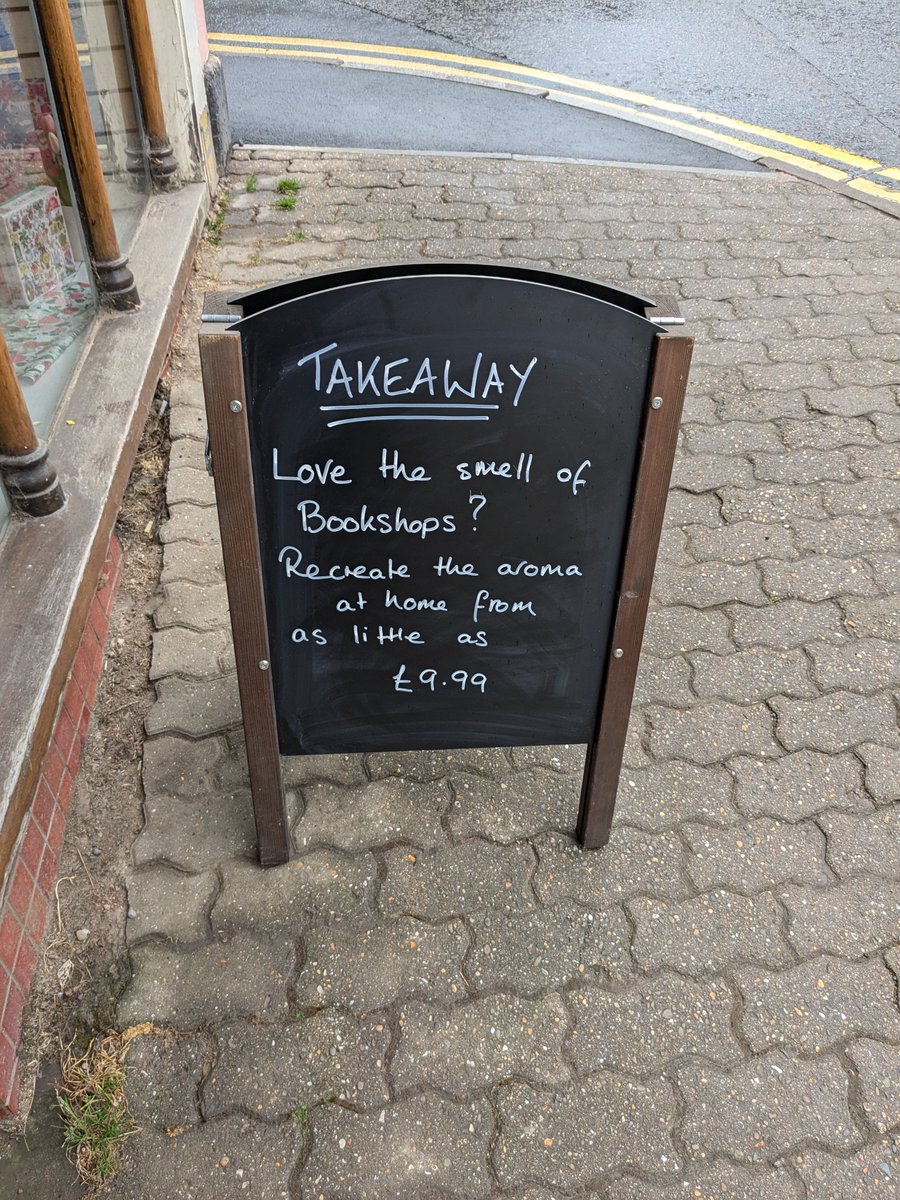 TAKEAWAY
Love the smell of
Bookshops?
Recreate the aroma
at home from
as little as
£9.99